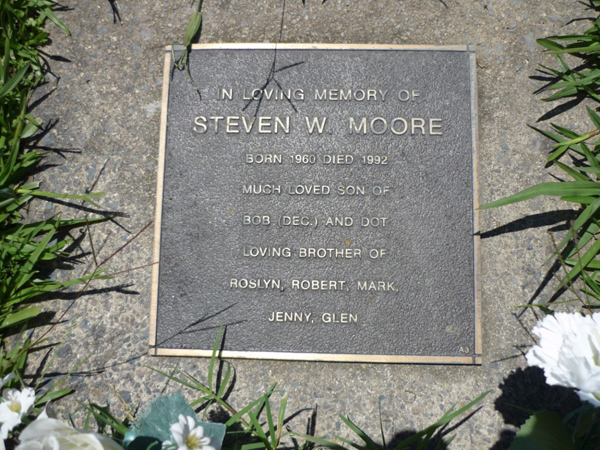 IN LOVING MEMORY OF
STEVEN W. MOORE
BORN 1960 DIED 1992
MUCH LOVED SON OF
BOB (DEC.) AND DOT
LOVING BROTHER OF
ROSLYN, ROBERT, MARK,
JENNY, GLEN